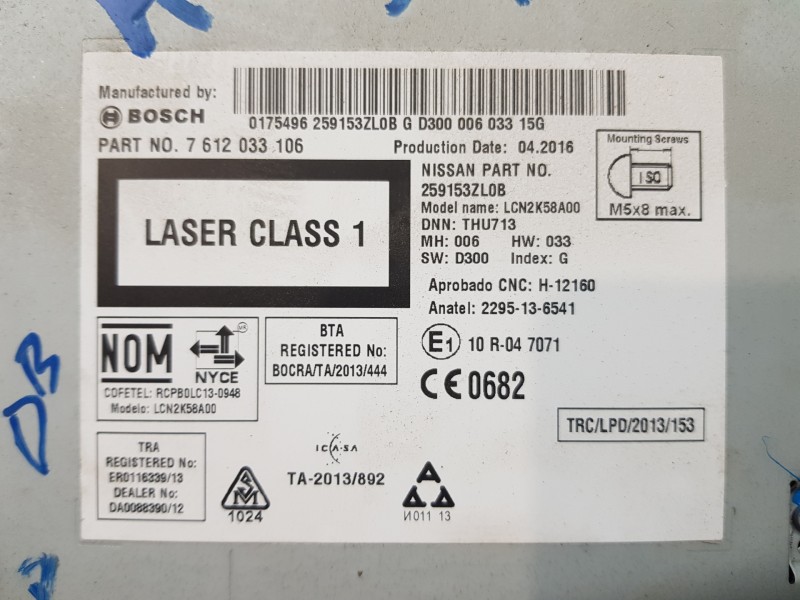 Manufactured by:
BOSCH
0175496 259153ZL0B G D300 006 033 15G
PART NO. 7 612 033 106
Production Date: 04.2016
Mounting Screws
ISO
M5x8 max.
NISSAN PART NO.
259153ZL0B
Model name: LCN2K58A00
DNN: THU713
MH: 006 HW: 033
SW: D300 Index: G
LASER CLASS 1
Aprobado CNC: H-12160
Anatel: 2295-13-6541
NOM
NYCE
COFETEL: RCPBOLC13-0948
Modelo: LCN2K58A00
BTA
REGISTERED No:
BOCRA/TA/2013/444
E1 10 R-04 7071
CE 0682
DB
TRC/LPD/2013/153
TRA
REGISTERED No:
ER0116339/13
DEALER No:
DA0088390/12
1024
ICASA
TA-2013/892
И011 13